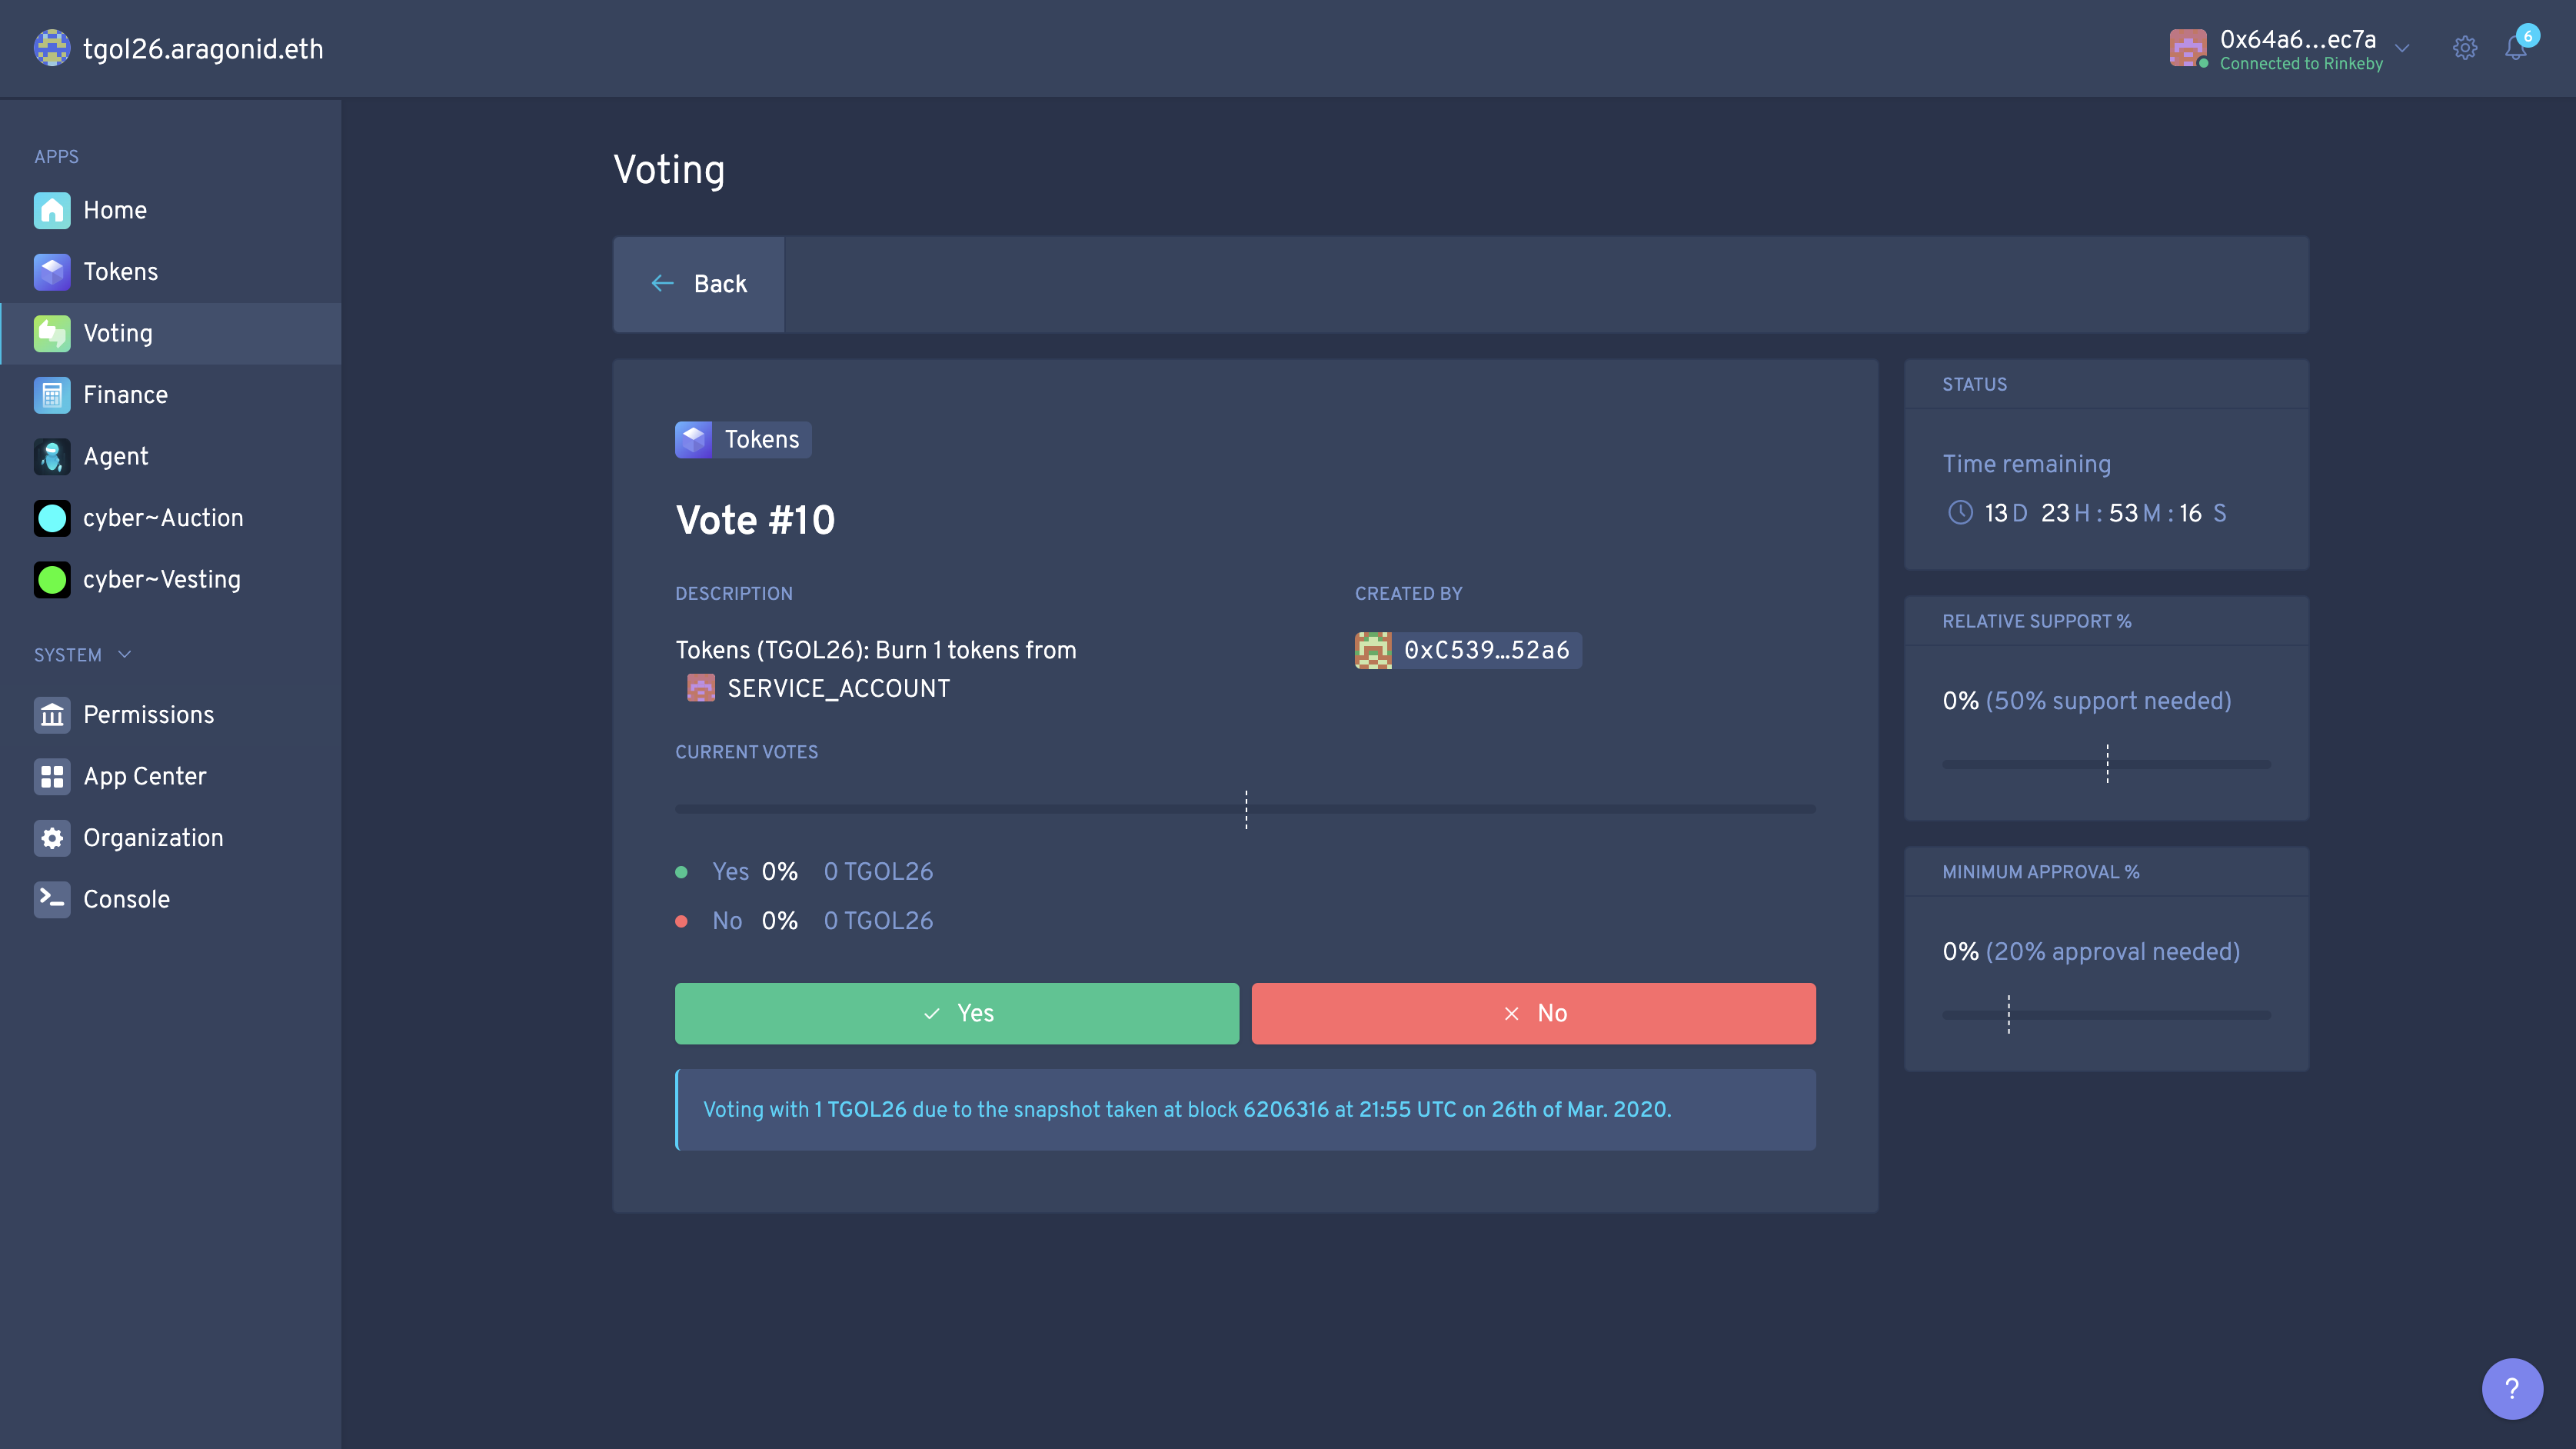 tgol26.aragonid.eth
0x64a6...ec7a
Connected to Rinkeby
6
APPS
Home
Tokens
Voting
Finance
Agent
cyber~Auction
cyber~Vesting
SYSTEM
Permissions
App Center
Organization
Console
Voting
Back
Tokens
Vote #10
DESCRIPTION
Tokens (TGOL26): Burn 1 tokens from
SERVICE_ACCOUNT
CREATED BY
0xC539…52a6
CURRENT VOTES
Yes 0% 0 TGOL26
No 0% 0 TGOL26
Yes
No
Voting with 1 TGOL26 due to the snapshot taken at block 6206316 at 21:55 UTC on 26th of Mar. 2020.
STATUS
Time remaining
13 D 23 H : 53 M : 16 S
RELATIVE SUPPORT %
0% (50% support needed)
MINIMUM APPROVAL %
0% (20% approval needed)
?